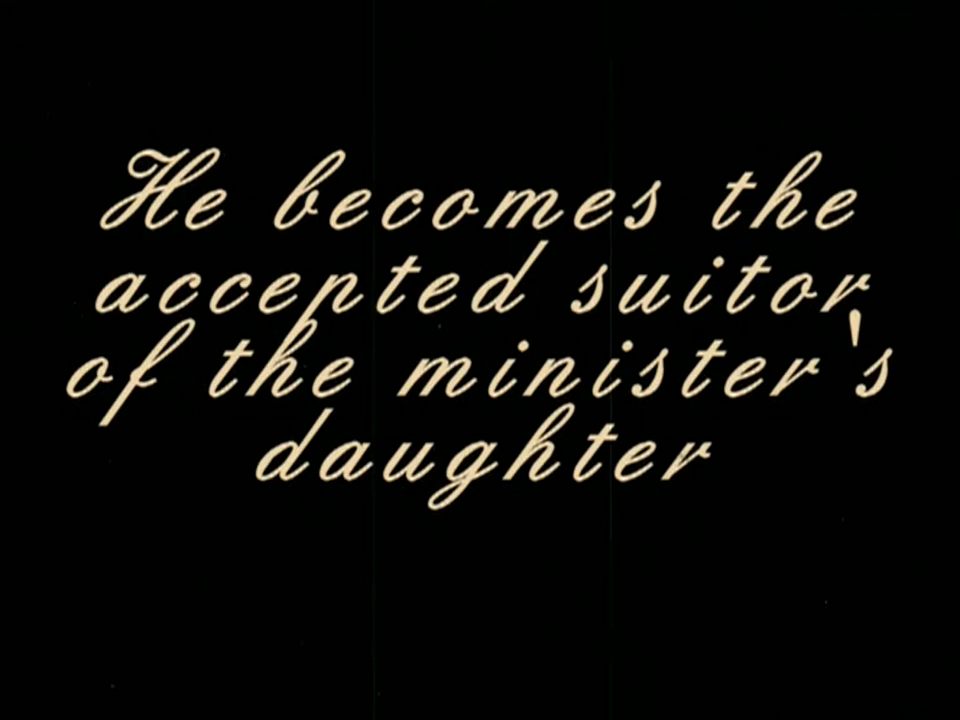 He becomes the
accepted suitor
of the minister's
daughter